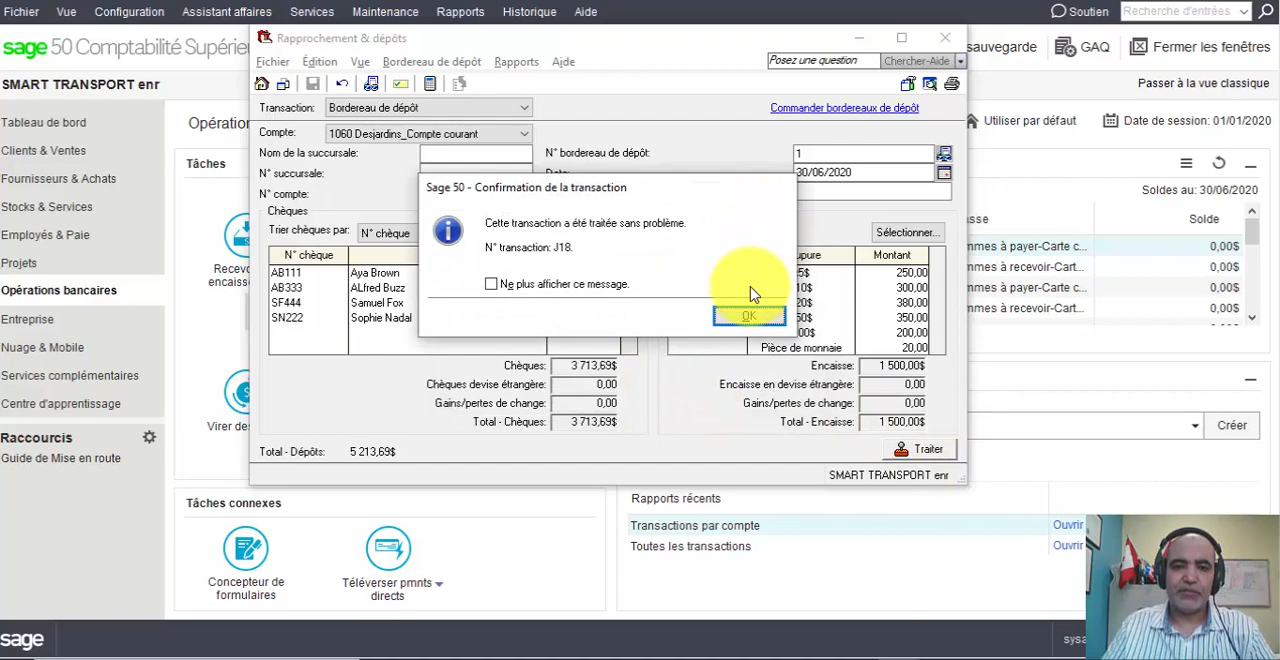 Fichier Vue Configuration Assistant affaires Services Maintenance Rapports Historique Aide Soutien Recherche d'entrées
sage 50 Comptabilité Supérieu
Rapprochement & dépôts
sauvegarde GAQ Fermer les fenêtres
SMART TRANSPORT enr
Passer à la vue classique
Fichier Édition Vue Bordereau de dépôt Rapports Aide Posez une question Chercher-Aide
Tableau de bord
Clients & Ventes
Fournisseurs & Achats
Stocks & Services
Employés & Paie
Projets
Opérations bancaires
Entreprise
Nuage & Mobile
Services complémentaires
Centre d'apprentissage
Raccourcis
Guide de Mise en route
Opération
Utiliser par défaut Date de session: 01/01/2020
Tâches
Recevo
encaiss
Virer des
Transaction: Bordereau de dépôt Commander bordereaux de dépôt
Compte: 1060 Desjardins_Compte courant
Nom de la succursale: N° bordereau de dépôt: 1
N° succursale: 30/06/2020
N° compte:
Chèques
Trier chèques par: N° chèque Sélectionner...
N° chèque upure Montant
AB111 Aya Brown 5$ 250,00
AB333 ALfred Buzz 10$ 300,00
SF444 Samuel Fox 20$ 380,00
SN222 Sophie Nadal 350,00
00$ 200,00
Pièce de monnaie 20,00
Chèques: 3 713,69$ Encaisse: 1 500,00$
Chèques devise étrangère: 0,00 Encaisse en devise étrangère: 0,00
Gains/pertes de change: 0,00 Gains/pertes de change: 0,00
Total - Chèques: 3 713,69$ Total - Encaisse: 1 500,00$
Total - Dépôts: 5 213,69$ Traiter
SMART TRANSPORT enr
Sage 50 - Confirmation de la transaction
Cette transaction a été traitée sans problème.
N° transaction: J18.
Ne plus afficher ce message.
OK
Soldes au: 30/06/2020
asse Solde
mmes à payer-Carte c... 0,00$
mmes à recevoir-Cart... 0,00$
mmes à recevoir-Cart... 0,00$
Créer
Tâches connexes
Concepteur de
formulaires
Téléverser pmnts
directs
Rapports récents
Transactions par compte Ouvrir
Toutes les transactions Ouvrir
sage
sysa